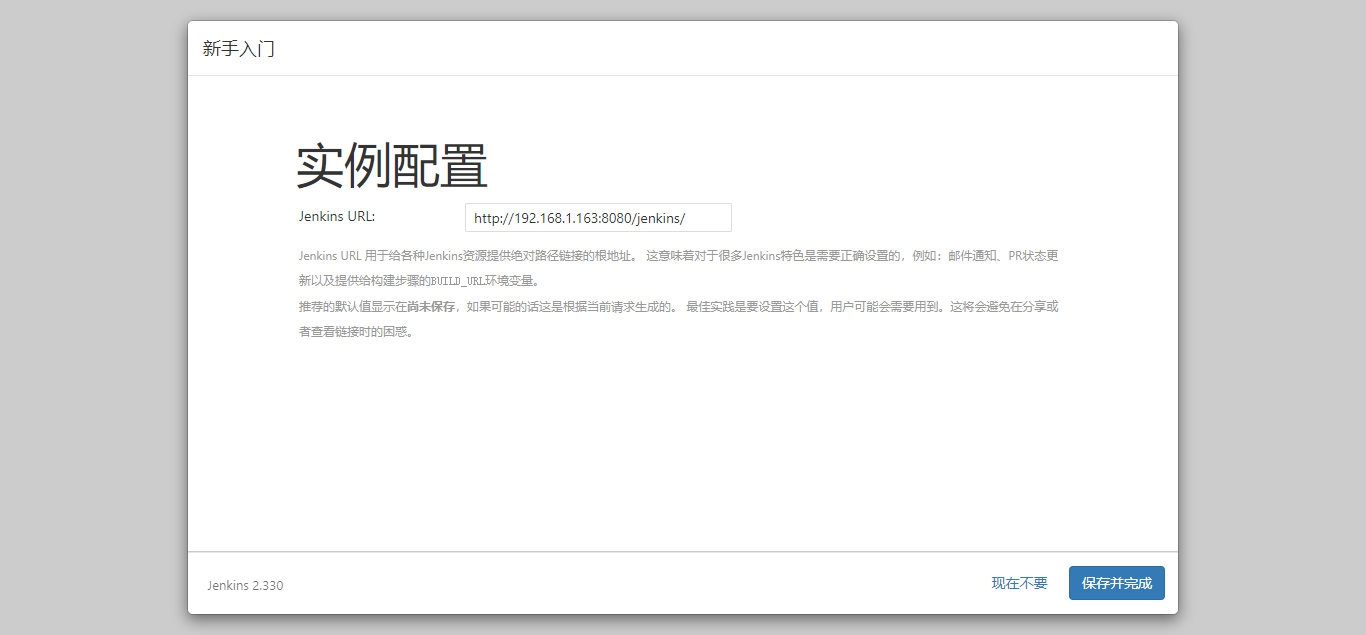 新手入门
实例配置
Jenkins URL: http://192.168.1.163:8080/jenkins/
Jenkins URL 用于给各种Jenkins资源提供绝对路径链接的根地址。 这意味着对于很多Jenkins特色是需要正确设置的，例如：邮件通知、PR状态更
新以及提供给构建步骤的BUILD_URL环境变量。
推荐的默认值显示在尚未保存，如果可能的话这是根据当前请求生成的。 最佳实践是要设置这个值，用户可能会需要用到。这将会避免在分享或
者查看链接时的困惑。
Jenkins 2.330 现在不要 保存并完成